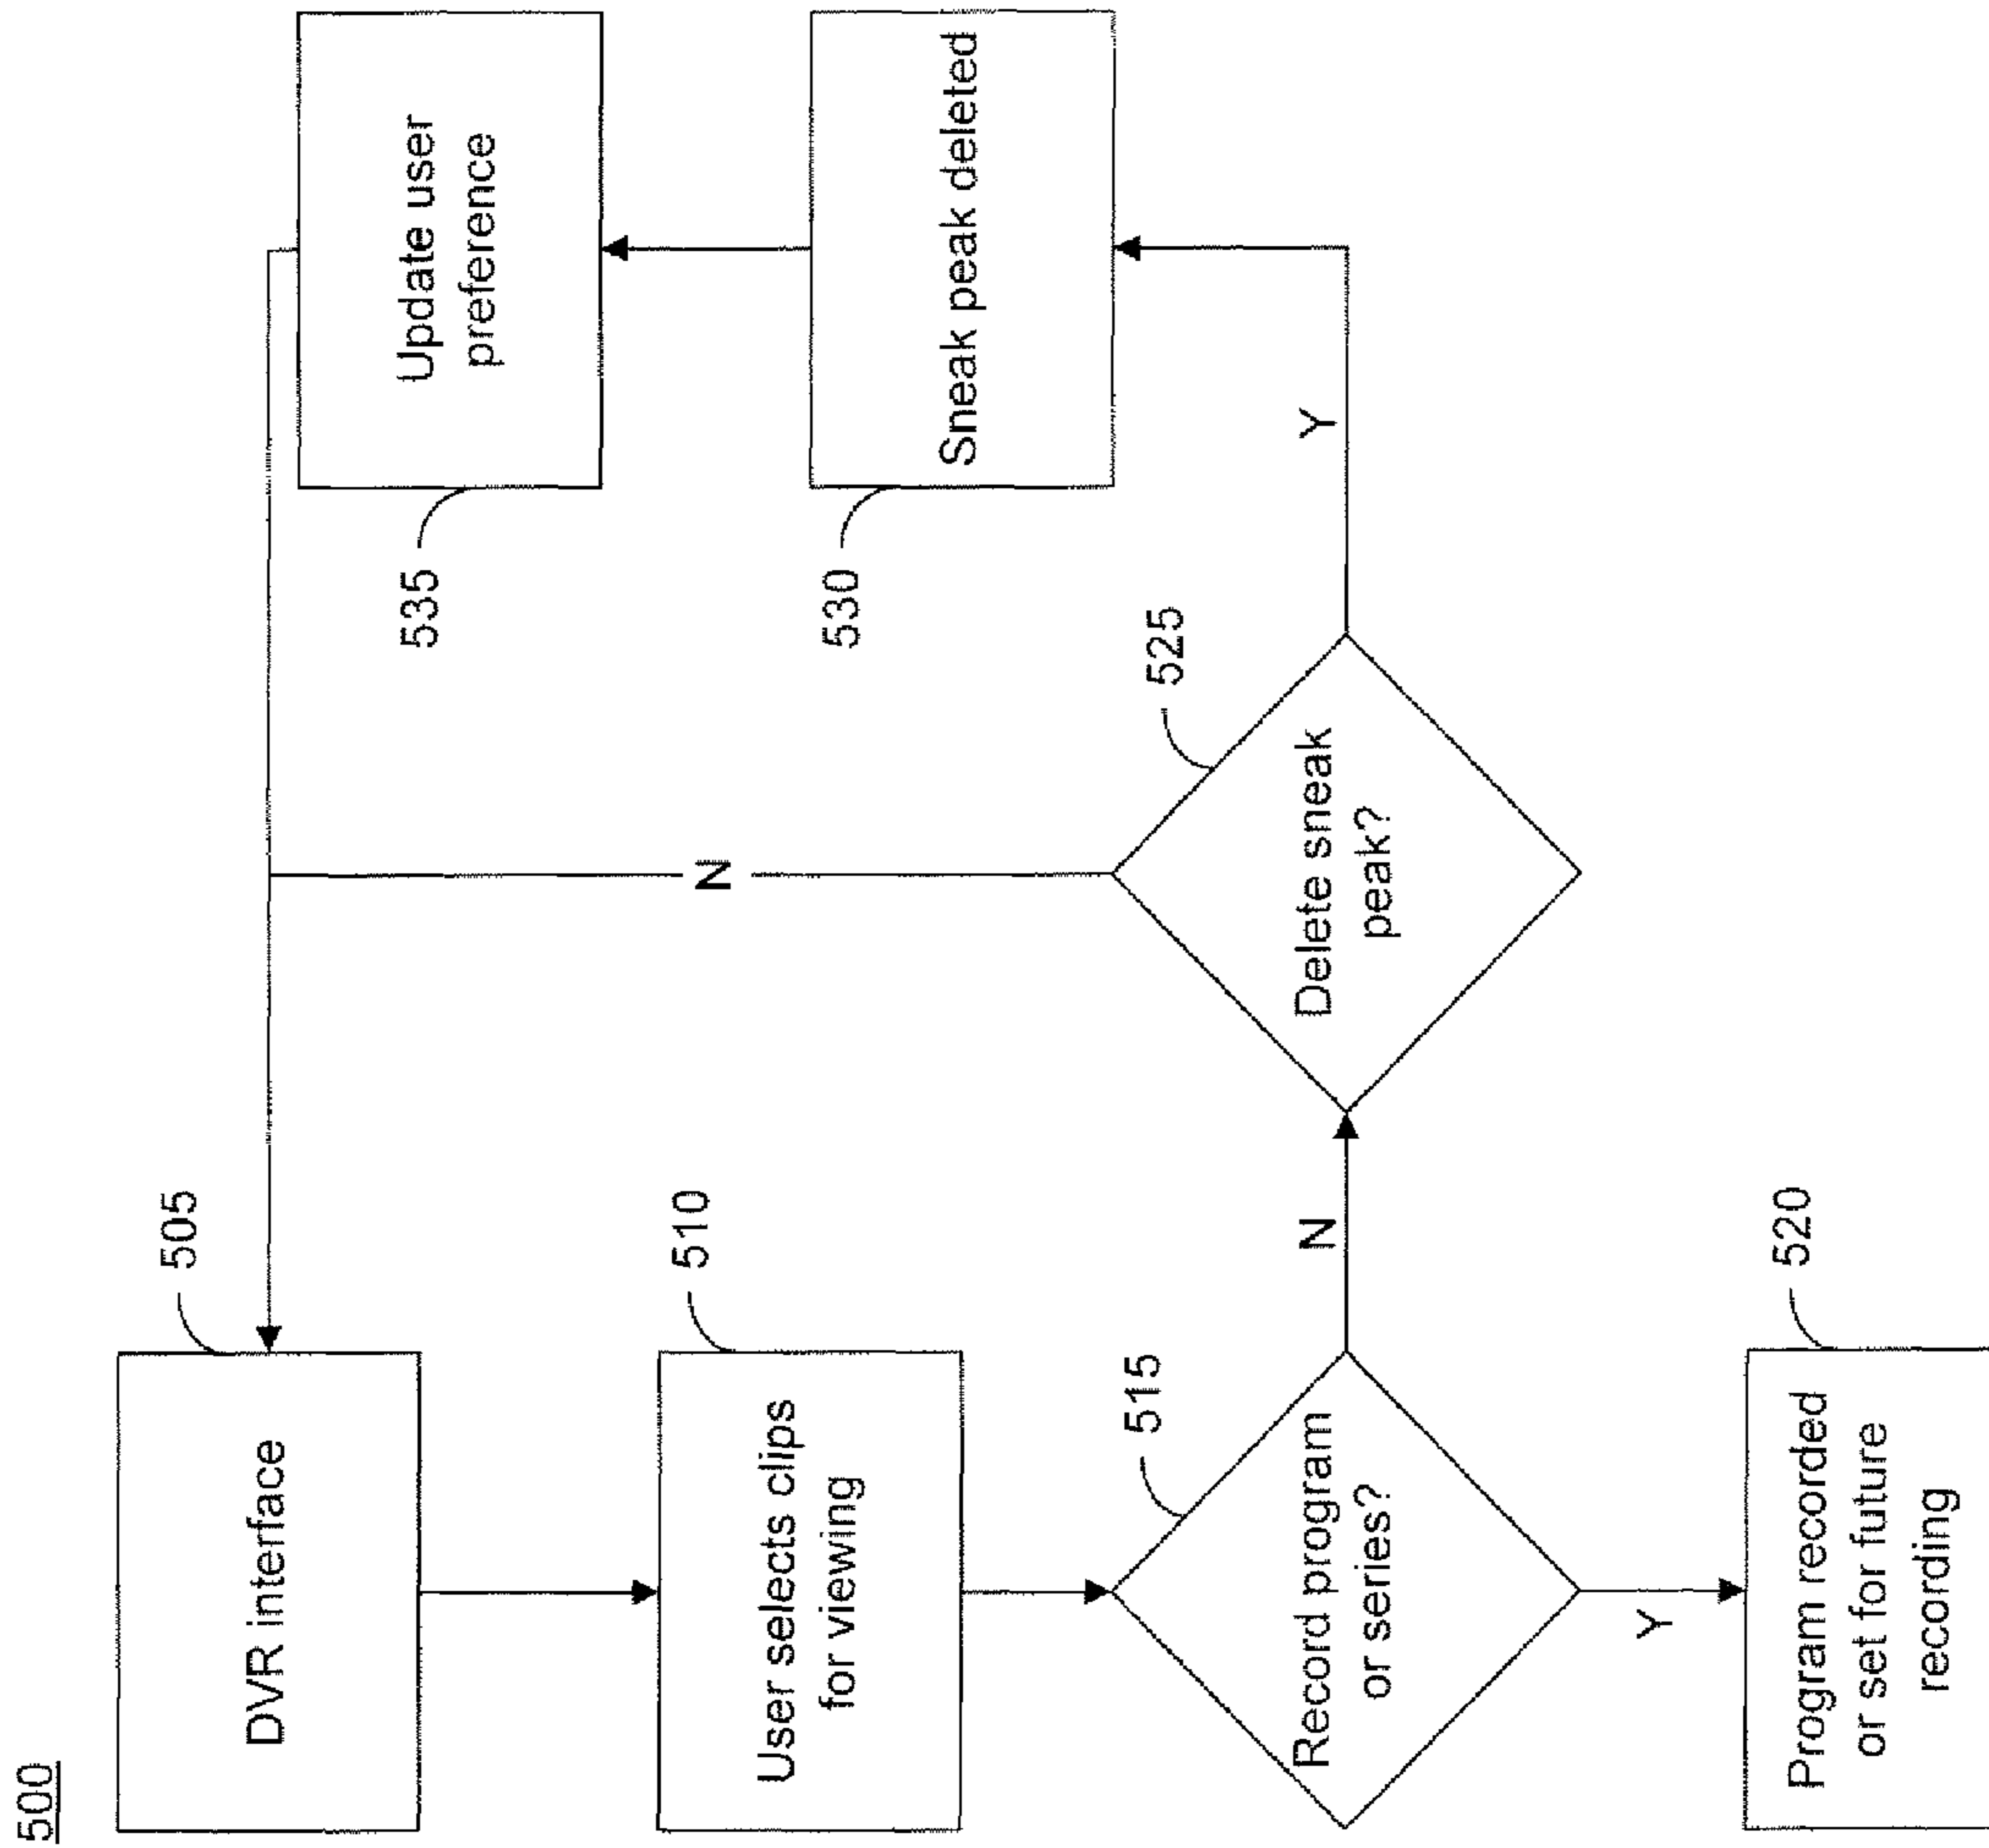 500
DVR interface
505
User selects clips
for viewing
510
Record program
or series?
515
N
Y
Program recorded
or set for future
recording
520
Delete sneak
peak?
525
N
Y
Sneak peak deleted
530
Update user
preference
535